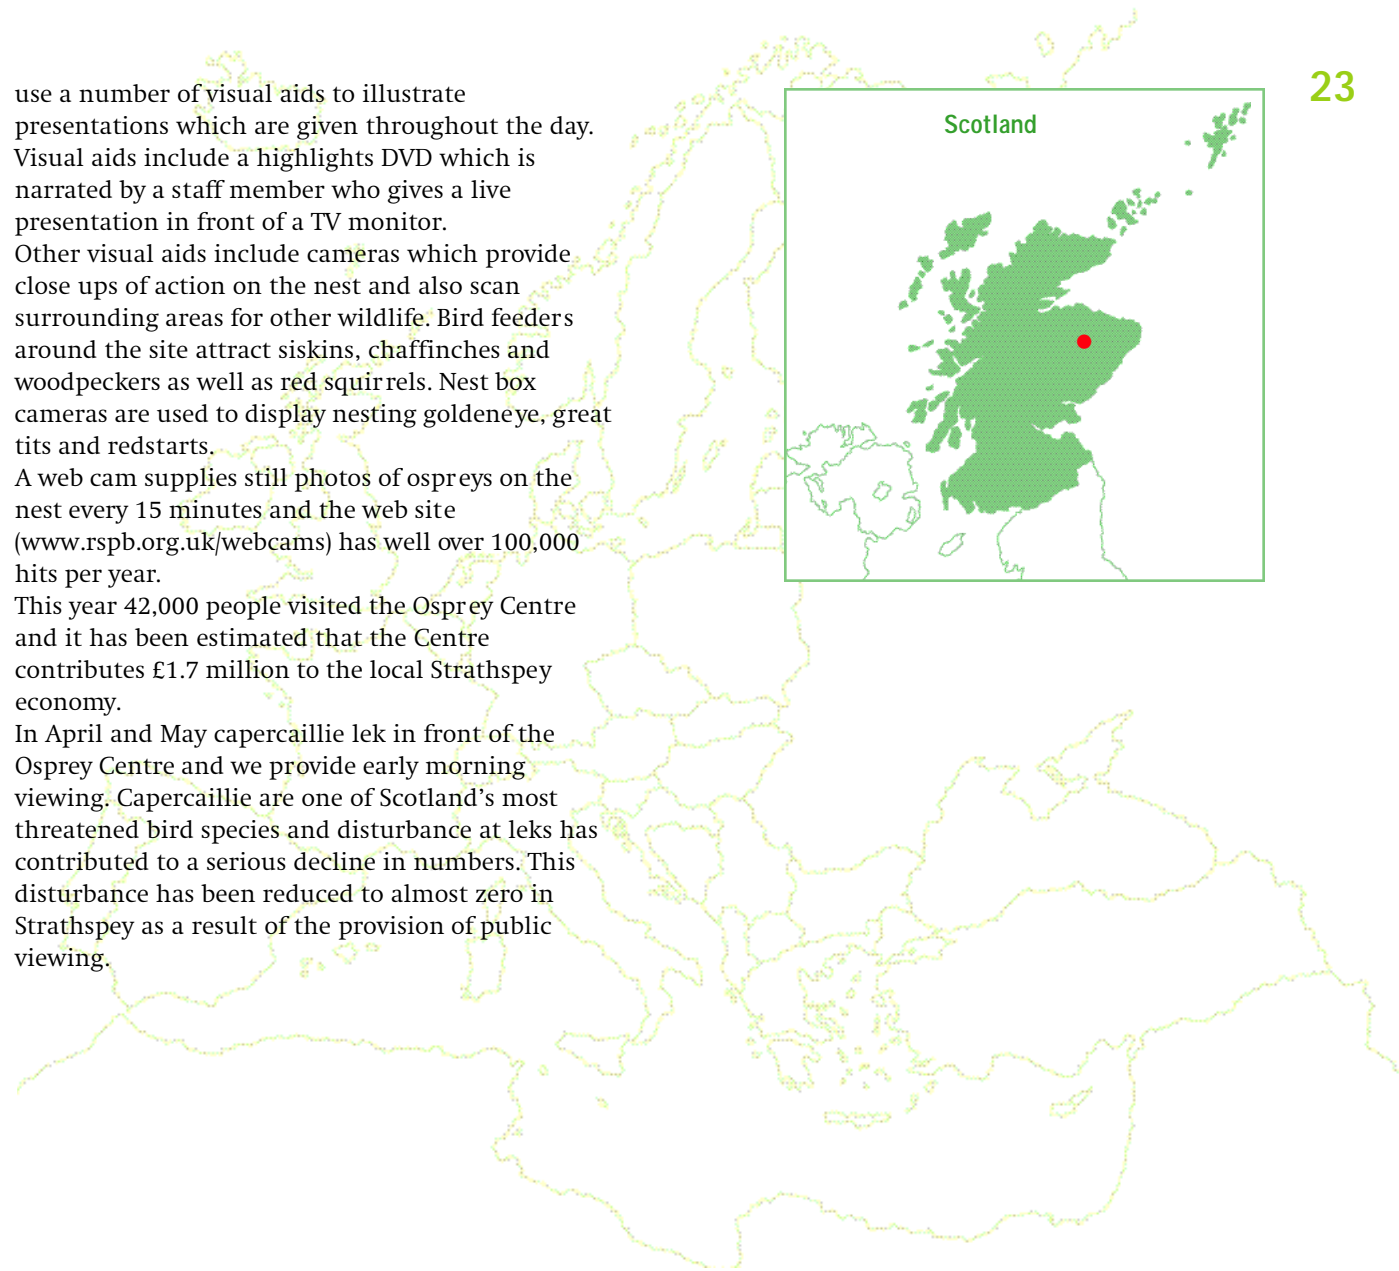 23
use a number of visual aids to illustrate
presentations which are given throughout the day.
Visual aids include a highlights DVD which is
narrated by a staff member who gives a live
presentation in front of a TV monitor.
Other visual aids include cameras which provide
close ups of action on the nest and also scan
surrounding areas for other wildlife. Bird feeders
around the site attract siskins, chaffinches and
woodpeckers as well as red squirrels. Nest box
cameras are used to display nesting goldeneye, great
tits and redstarts.
A web cam supplies still photos of ospreys on the
nest every 15 minutes and the web site
(www.rspb.org.uk/webcams) has well over 100,000
hits per year.
This year 42,000 people visited the Osprey Centre
and it has been estimated that the Centre
contributes £1.7 million to the local Strathspey
economy.
In April and May capercaillie lek in front of the
Osprey Centre and we provide early morning
viewing. Capercaillie are one of Scotland's most
threatened bird species and disturbance at leks has
contributed to a serious decline in numbers. This
disturbance has been reduced to almost zero in
Strathspey as a result of the provision of public
viewing.
Scotland